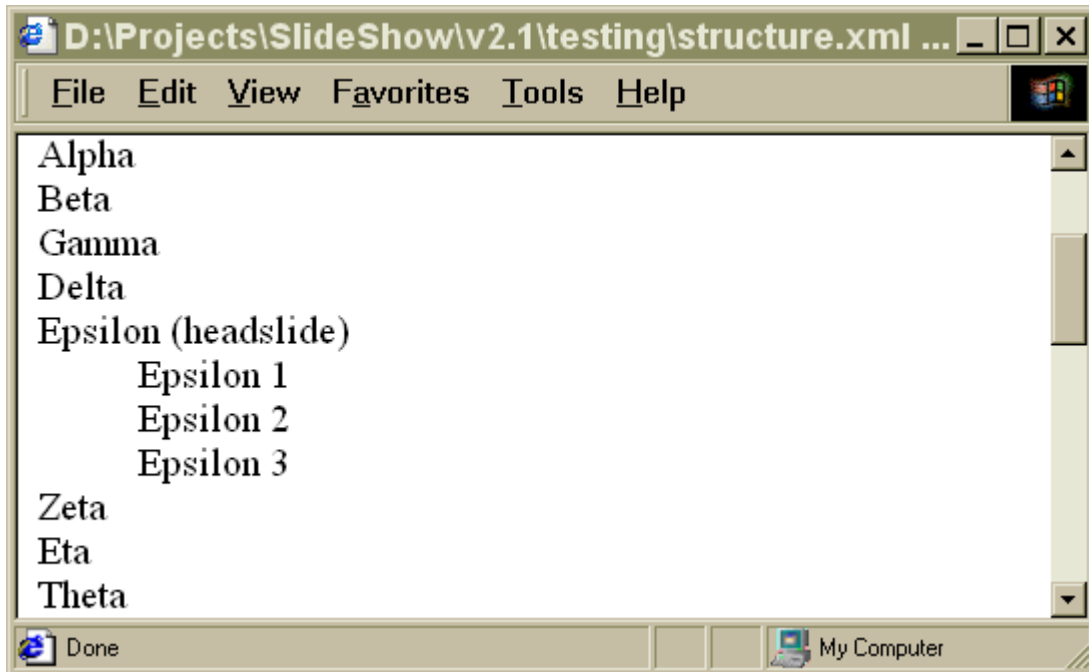 D:\Projects\SlideShow\v2.1\testing\structure.xml ...
File Edit View Favorites Tools Help
Alpha
Beta
Gamma
Delta
Epsilon (headslide)
Epsilon 1
Epsilon 2
Epsilon 3
Zeta
Eta
Theta
Done My Computer